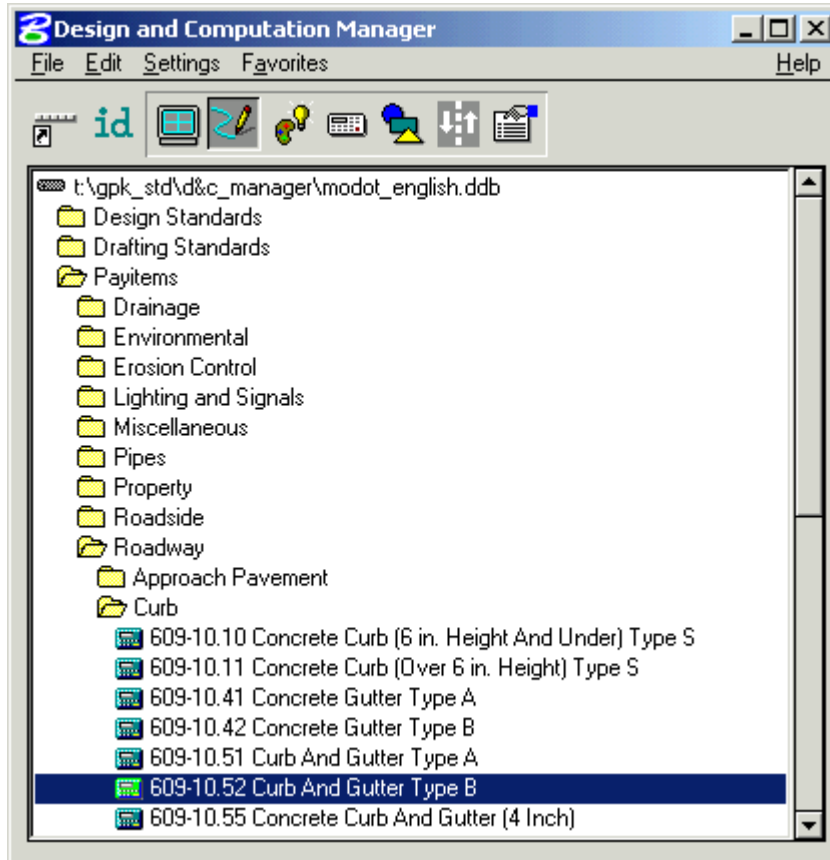 Design and Computation Manager
File Edit Settings Favorites Help
id
t:\gpk_std\d&c_manager\modot_english.ddb
Design Standards
Drafting Standards
Payitems
Drainage
Environmental
Erosion Control
Lighting and Signals
Miscellaneous
Pipes
Property
Roadside
Roadway
Approach Pavement
Curb
609-10.10 Concrete Curb (6 in. Height And Under) Type S
609-10.11 Concrete Curb (Over 6 in. Height) Type S
609-10.41 Concrete Gutter Type A
609-10.42 Concrete Gutter Type B
609-10.51 Curb And Gutter Type A
609-10.52 Curb And Gutter Type B
609-10.55 Concrete Curb And Gutter (4 Inch)